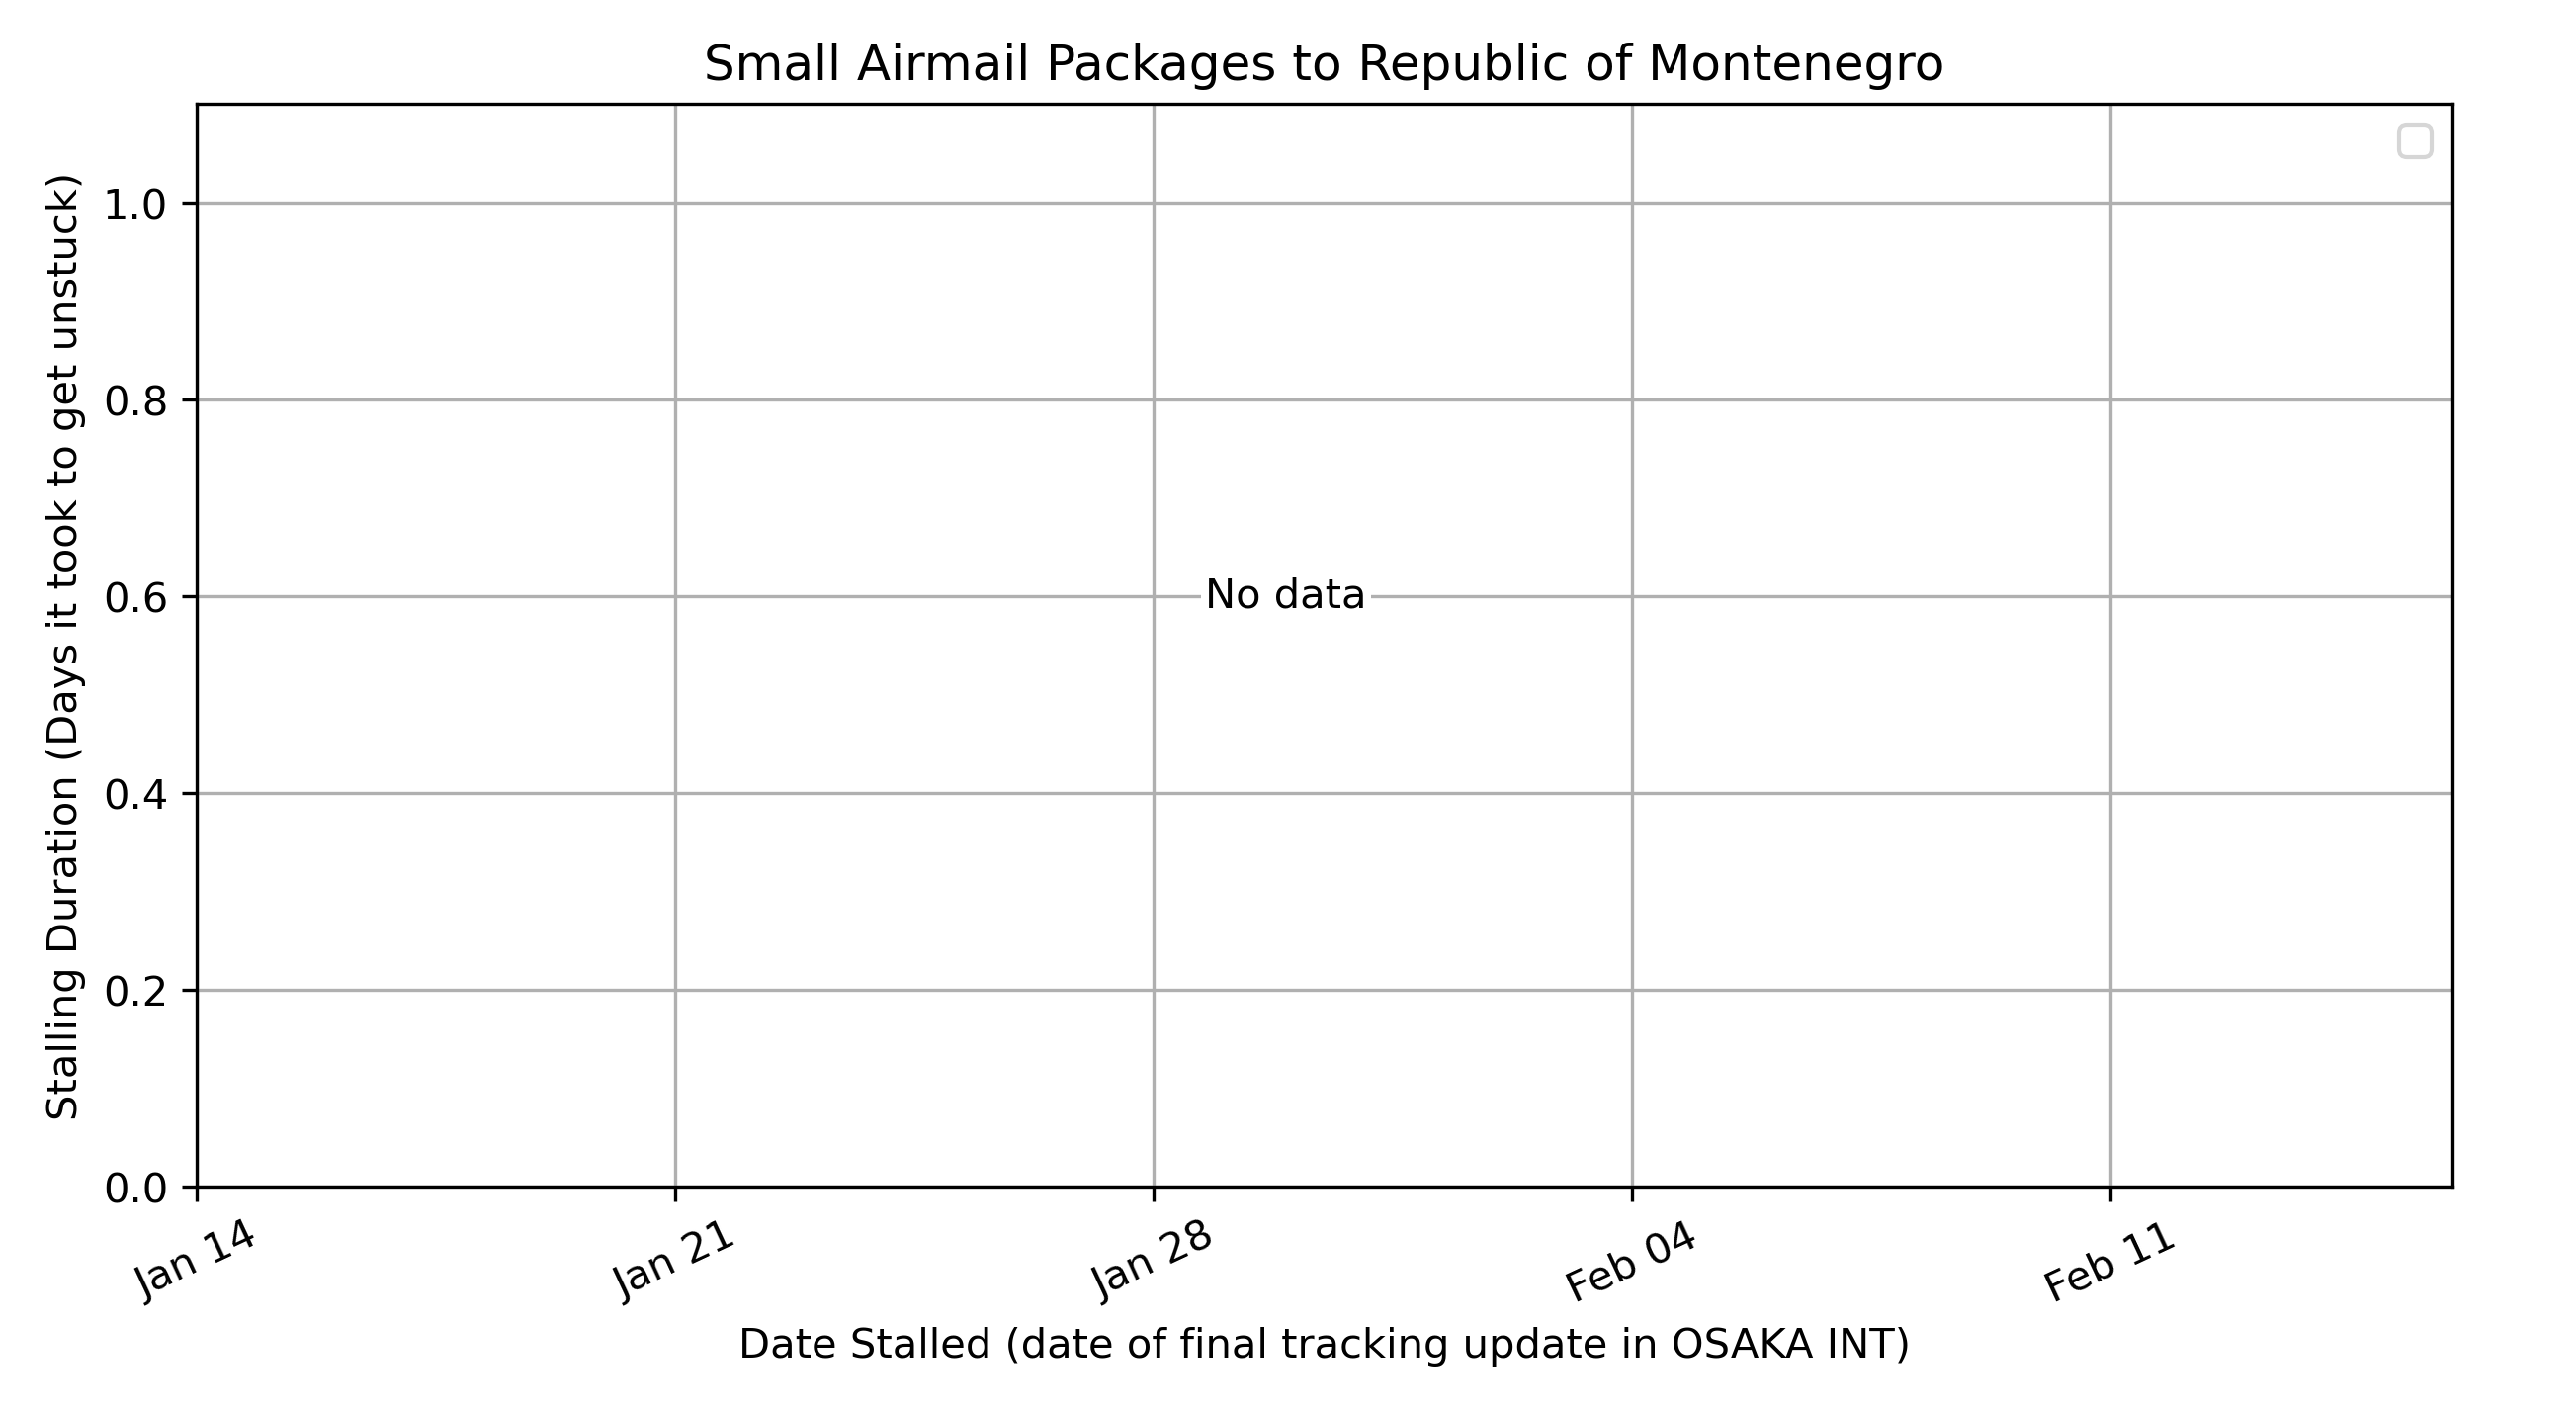 Small Airmail Packages to Republic of Montenegro
Stalling Duration (Days it took to get unstuck)
1.0
0.8
0.6
0.4
0.2
0.0
No data
Jan 14
Jan 21
Jan 28
Feb 04
Feb 11
Date Stalled (date of final tracking update in OSAKA INT)